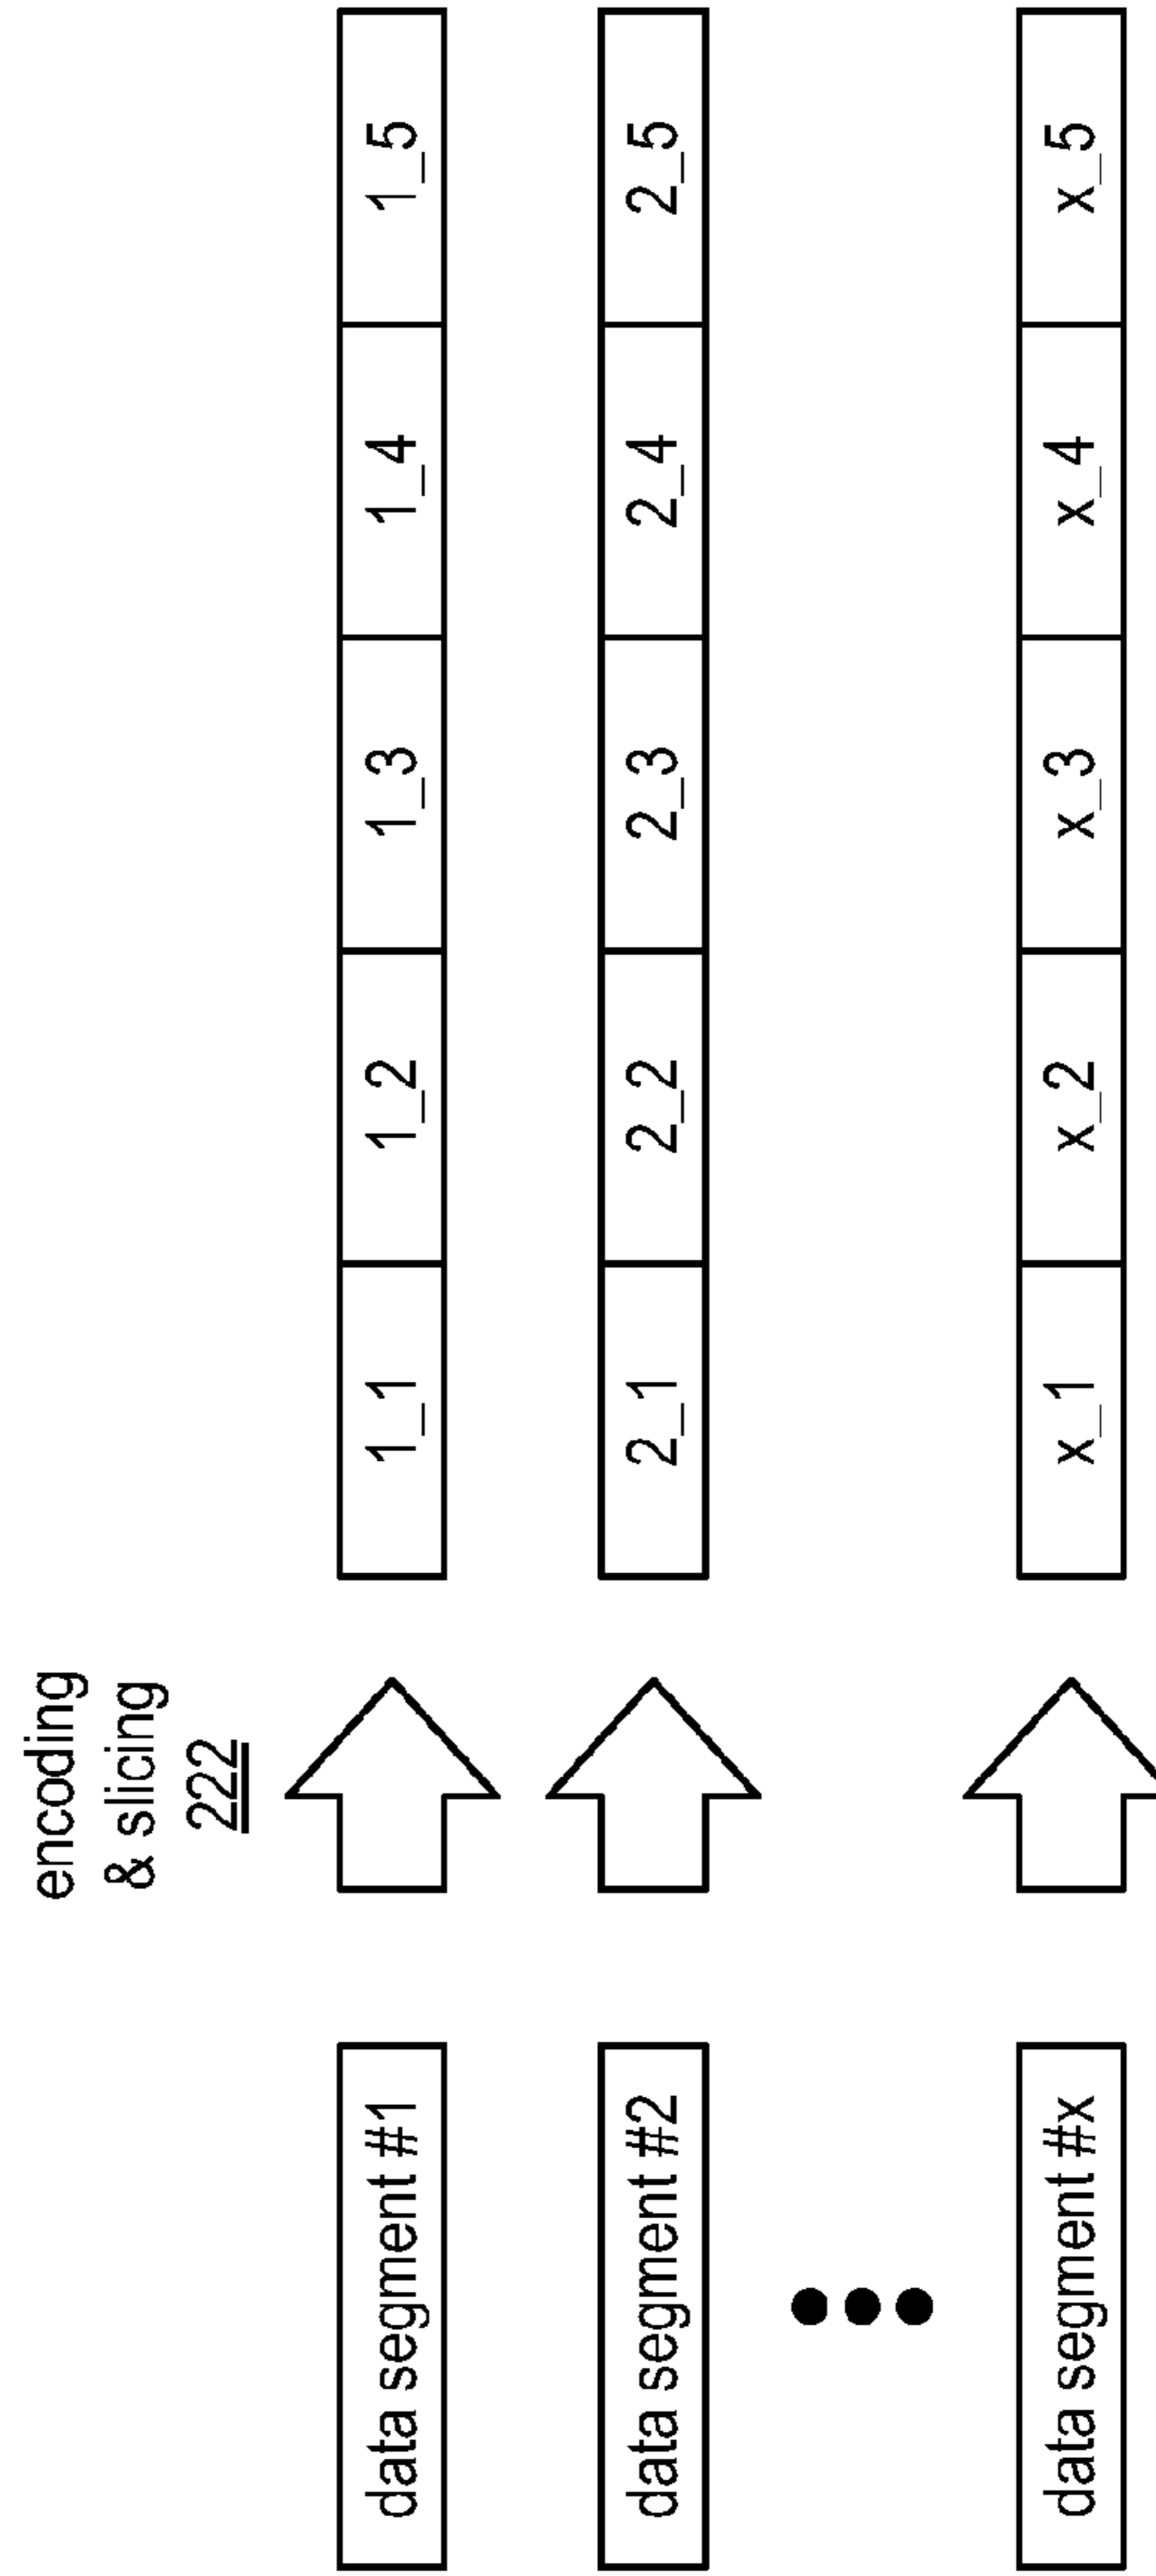 encoding
& slicing
222
data segment #1
1_1
1_2
1_3
1_4
1_5
data segment #2
2_1
2_2
2_3
2_4
2_5
data segment #x
x_1
x_2
x_3
x_4
x_5